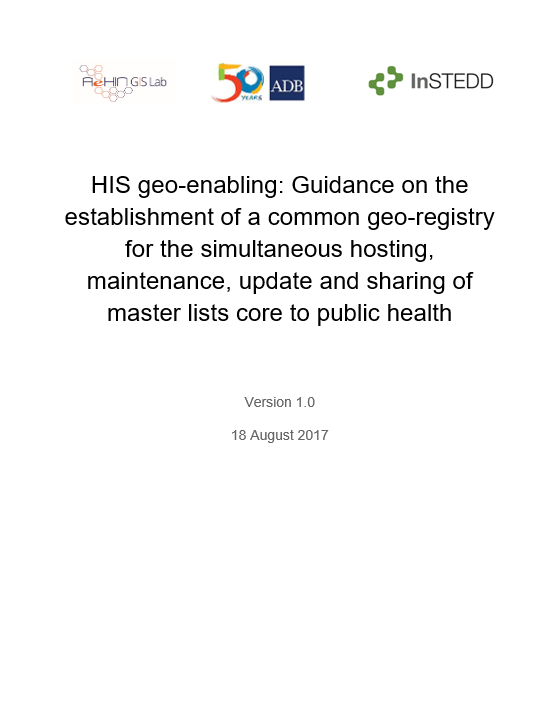 AeHIN GIS Lab
50 YEARS ADB
InSTEDD
HIS geo-enabling: Guidance on the
establishment of a common geo-registry
for the simultaneous hosting,
maintenance, update and sharing of
master lists core to public health
Version 1.0
18 August 2017